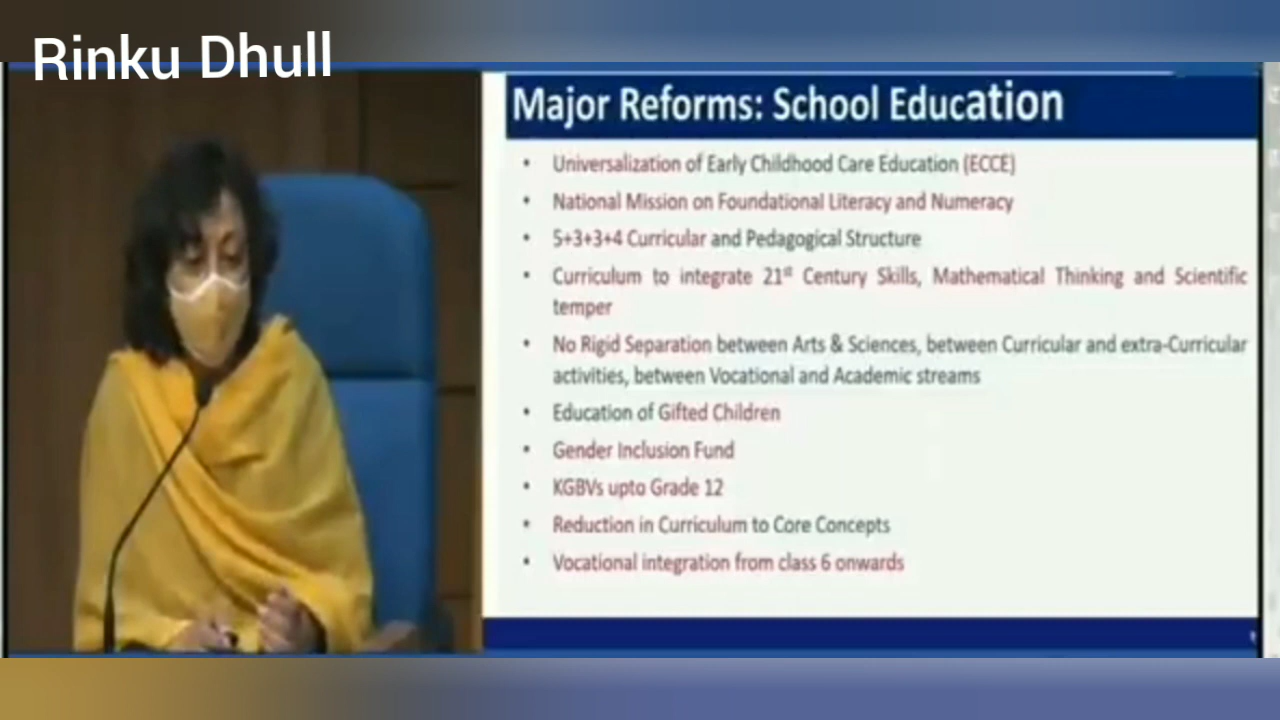 Rinku Dhull
Major Reforms: School Education
• Universalization of Early Childhood Care Education (ECCE)
• National Mission on Foundational Literacy and Numeracy
• 5+3+3+4 Curricular and Pedagogical Structure
• Curriculum to integrate 21st Century Skills, Mathematical Thinking and Scientific
temper
• No Rigid Separation between Arts & Sciences, between Curricular and extra-Curricular
activities, between Vocational and Academic streams
• Education of Gifted Children
• Gender Inclusion Fund
• KGBVs upto Grade 12
• Reduction in Curriculum to Core Concepts
• Vocational integration from class 6 onwards